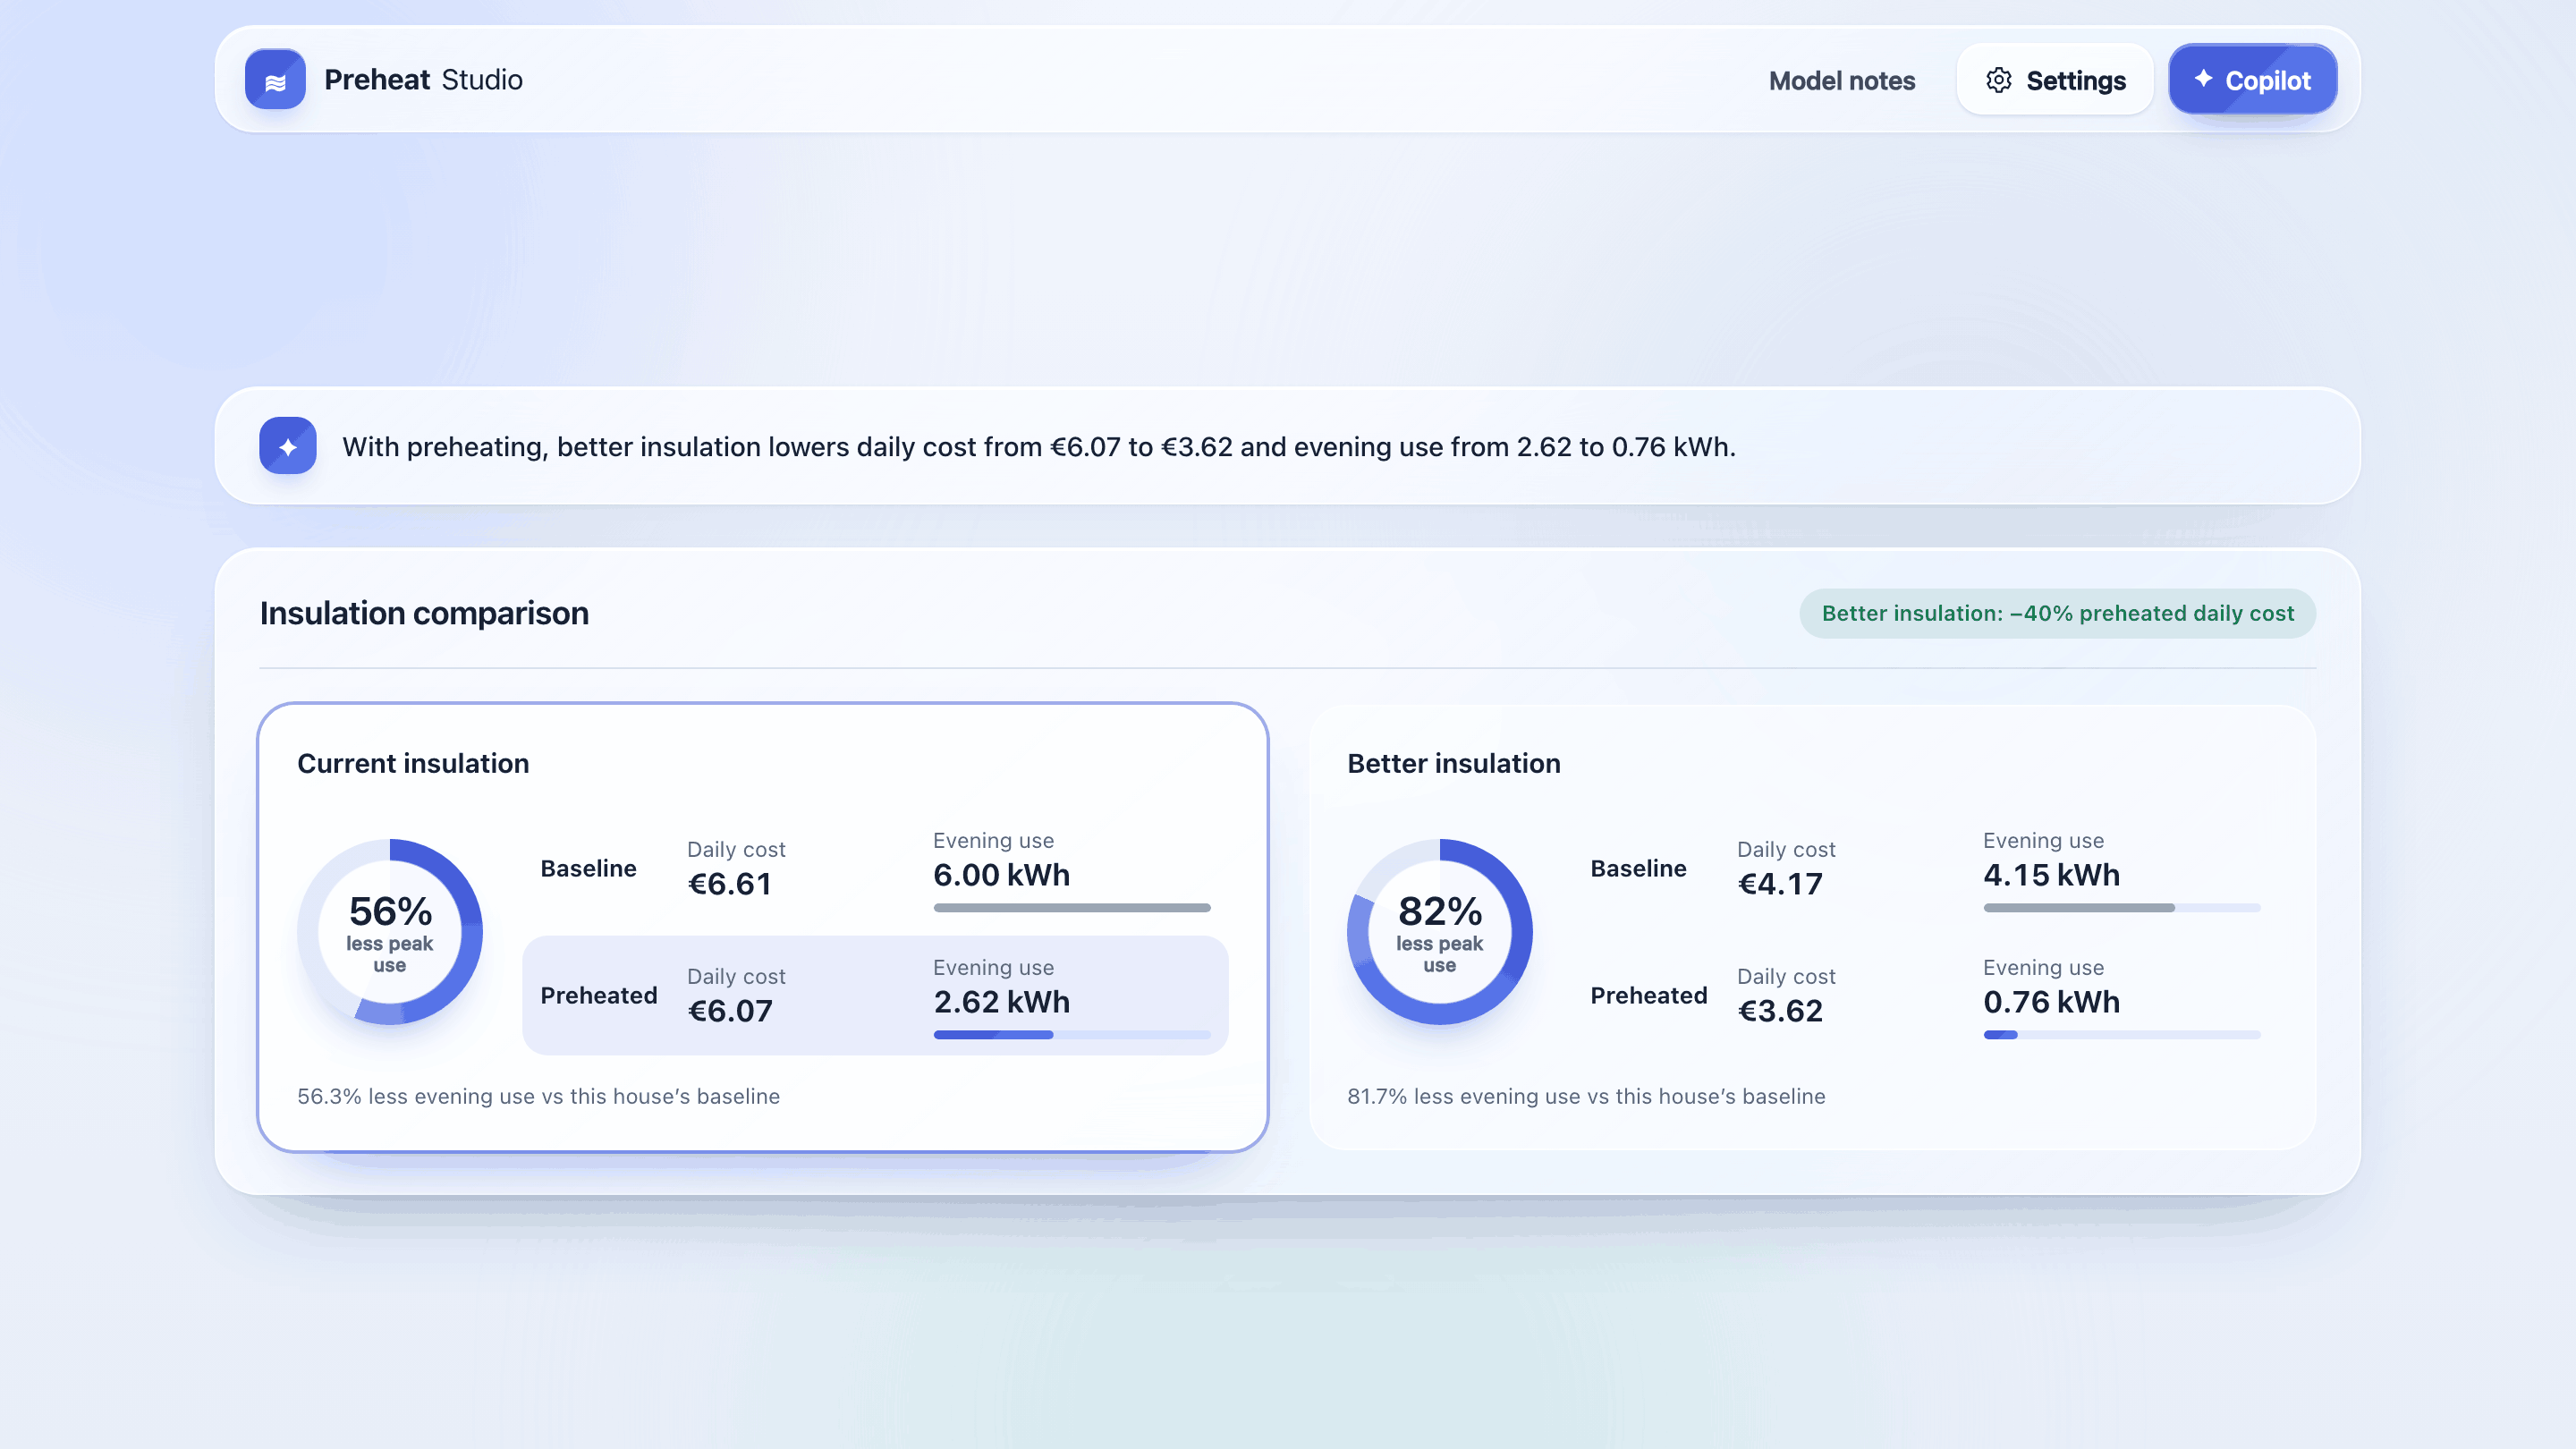 Preheat Studio
Model notes
Settings
Copilot
With preheating, better insulation lowers daily cost from €6.07 to €3.62 and evening use from 2.62 to 0.76 kWh.
Insulation comparison
Better insulation: −40% preheated daily cost
Current insulation
56%
less peak
use
Baseline
Daily cost
€6.61
Evening use
6.00 kWh
Preheated
Daily cost
€6.07
Evening use
2.62 kWh
56.3% less evening use vs this house’s baseline
Better insulation
82%
less peak
use
Baseline
Daily cost
€4.17
Evening use
4.15 kWh
Preheated
Daily cost
€3.62
Evening use
0.76 kWh
81.7% less evening use vs this house’s baseline